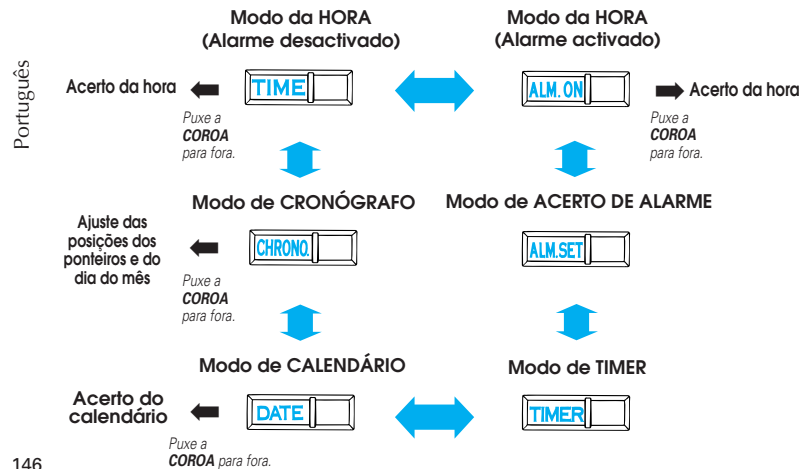 Português
Modo da HORA
(Alarme desactivado)
Modo da HORA
(Alarme activado)
Acerto da hora
TIME
ALM. ON
Acerto da hora
Puxe a
COROA
para fora.
Puxe a
COROA
para fora.
Modo de CRONÓGRAFO
Modo de ACERTO DE ALARME
Ajuste das
posições dos
ponteiros e do
dia do mês
CHRONO.
ALM.SET
Puxe a
COROA
para fora.
Modo de CALENDÁRIO
Modo de TIMER
Acerto do
calendário
DATE
TIMER
Puxe a
COROA para fora.
146